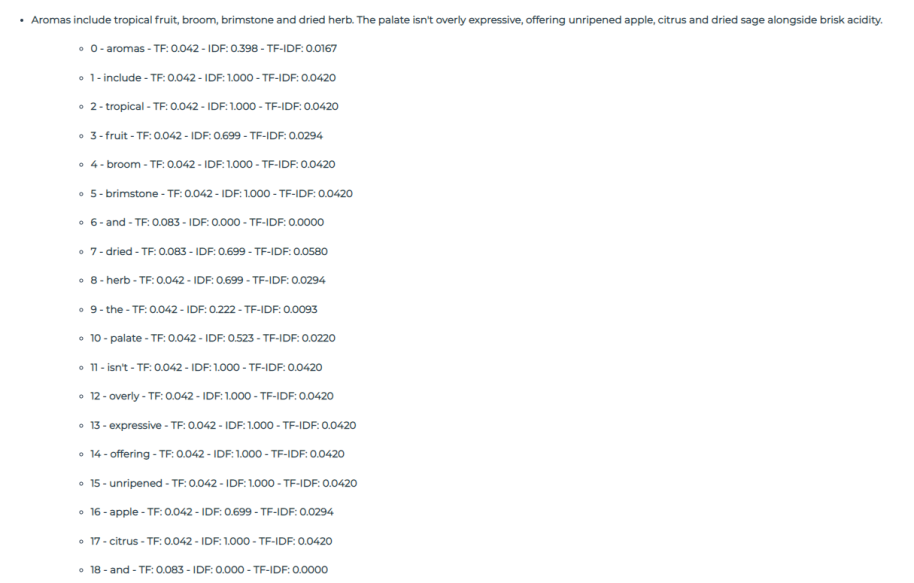 Aromas include tropical fruit, broom, brimstone and dried herb. The palate isn't overly expressive, offering unripened apple, citrus and dried sage alongside brisk acidity.
0 - aromas - TF: 0.042 - IDF: 0.398 - TF-IDF: 0.0167
1 - include - TF: 0.042 - IDF: 1.000 - TF-IDF: 0.0420
2 - tropical - TF: 0.042 - IDF: 1.000 - TF-IDF: 0.0420
3 - fruit - TF: 0.042 - IDF: 0.699 - TF-IDF: 0.0294
4 - broom - TF: 0.042 - IDF: 1.000 - TF-IDF: 0.0420
5 - brimstone - TF: 0.042 - IDF: 1.000 - TF-IDF: 0.0420
6 - and - TF: 0.083 - IDF: 0.000 - TF-IDF: 0.0000
7 - dried - TF: 0.083 - IDF: 0.699 - TF-IDF: 0.0580
8 - herb - TF: 0.042 - IDF: 0.699 - TF-IDF: 0.0294
9 - the - TF: 0.042 - IDF: 0.222 - TF-IDF: 0.0093
10 - palate - TF: 0.042 - IDF: 0.523 - TF-IDF: 0.0220
11 - isn't - TF: 0.042 - IDF: 1.000 - TF-IDF: 0.0420
12 - overly - TF: 0.042 - IDF: 1.000 - TF-IDF: 0.0420
13 - expressive - TF: 0.042 - IDF: 1.000 - TF-IDF: 0.0420
14 - offering - TF: 0.042 - IDF: 1.000 - TF-IDF: 0.0420
15 - unripened - TF: 0.042 - IDF: 1.000 - TF-IDF: 0.0420
16 - apple - TF: 0.042 - IDF: 0.699 - TF-IDF: 0.0294
17 - citrus - TF: 0.042 - IDF: 1.000 - TF-IDF: 0.0420
18 - and - TF: 0.083 - IDF: 0.000 - TF-IDF: 0.0000